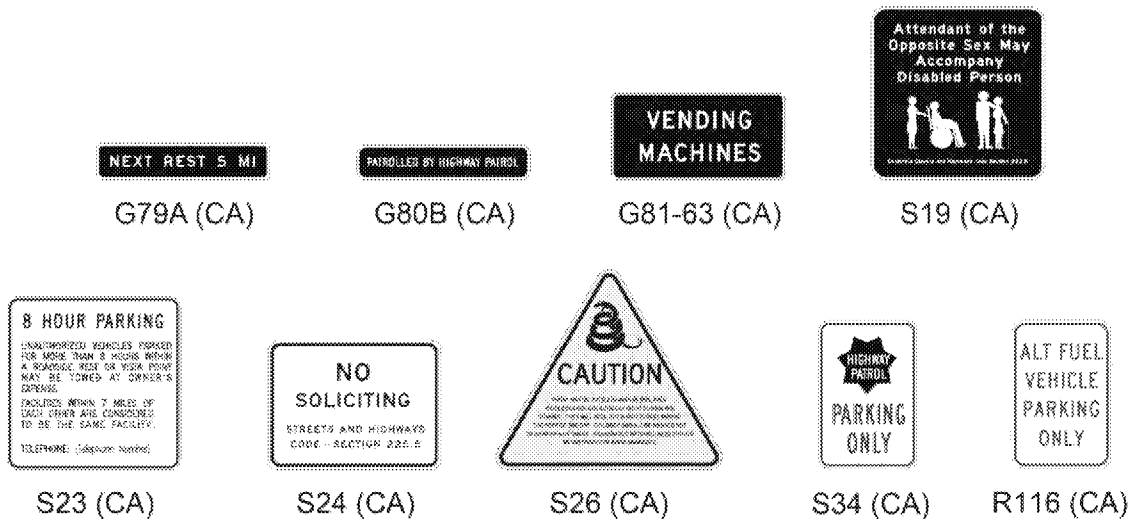 Attendant of the
Opposite Sex May
Accompany
Disabled Person
VENDING
MACHINES
NEXT REST 5 MI
PATROLLED BY HIGHWAY PATROL
G79A (CA)
G80B (CA)
G81-63 (CA)
S19 (CA)
8 HOUR PARKING
UNAUTHORIZED VEHICLES PARKED
FOR MORE THAN 8 HOURS WITHIN
A ROADSIDE REST OR VISTA POINT
MAY BE TOWED AT OWNER'S
EXPENSE.
FACILITIES WITHIN 7 MILES OF
EACH OTHER ARE CONSIDERED
TO BE THE SAME FACILITY.
TELEPHONE: (telephone number)
NO
SOLICITING
STREETS AND HIGHWAYS
CODE - SECTION 225.5
CAUTION
HIGHWAY
PATROL
PARKING
ONLY
ALT FUEL
VEHICLE
PARKING
ONLY
S23 (CA)
S24 (CA)
S26 (CA)
S34 (CA)
R116 (CA)